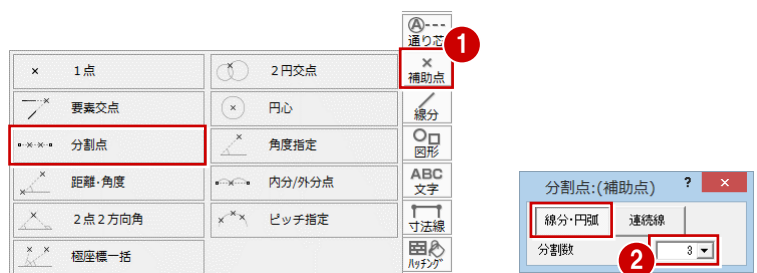 A---
通り芯
1
1点
2円交点
補助点
要素交点
円心
線分
分割点
角度指定
図形
距離・角度
内分/外分点
ABC
文字
2点2方向角
ピッチ指定
寸法線
極座標一括
ハッチング
分割点:(補助点) ? ×
線分・円弧 連続線
分割数 2 3